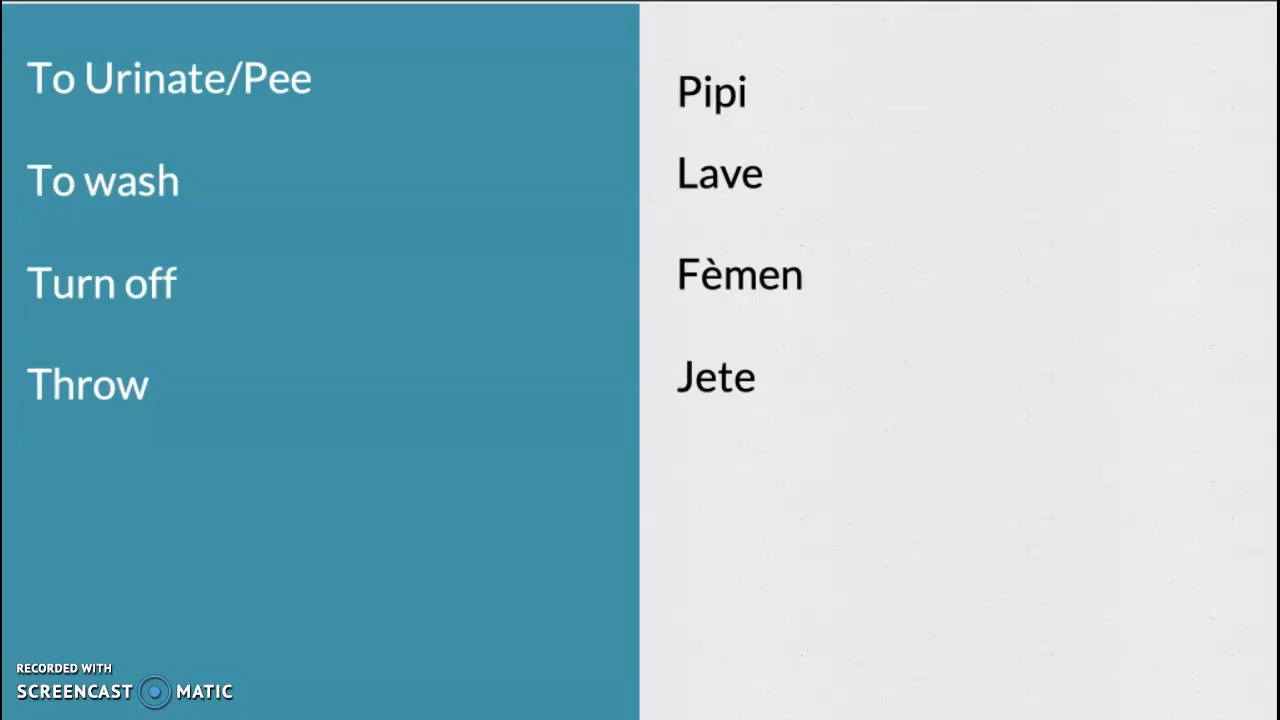 To Urinate/Pee
To wash
Turn off
Throw
Pipi
Lave
Fèmen
Jete
RECORDED WITH
SCREENCAST MATIC